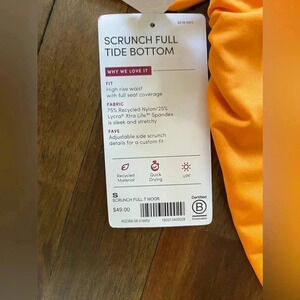 SCRUNCH FULL
TIDE BOTTOM
WHY WE LOVE IT
FIT
High rise waist
with full seat coverage
FABRIC
75% Recycled Nylon/25%
Lycra® Xtra Life™ Spandex
is sleek and stretchy
FAVE
Adjustable side scrunch
details for a custom fit
Recycled
Material
Quick
Drying
UPF
S
SCRUNCH FULL T MOOR
$49.00
Certified
B
Corporation